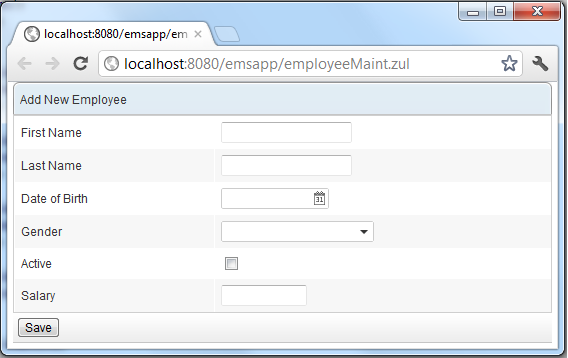 localhost:8080/emsapp/em
localhost:8080/emsapp/employeeMaint.zul
Add New Employee
First Name
Last Name
Date of Birth
31
Gender
Active
Salary
Save